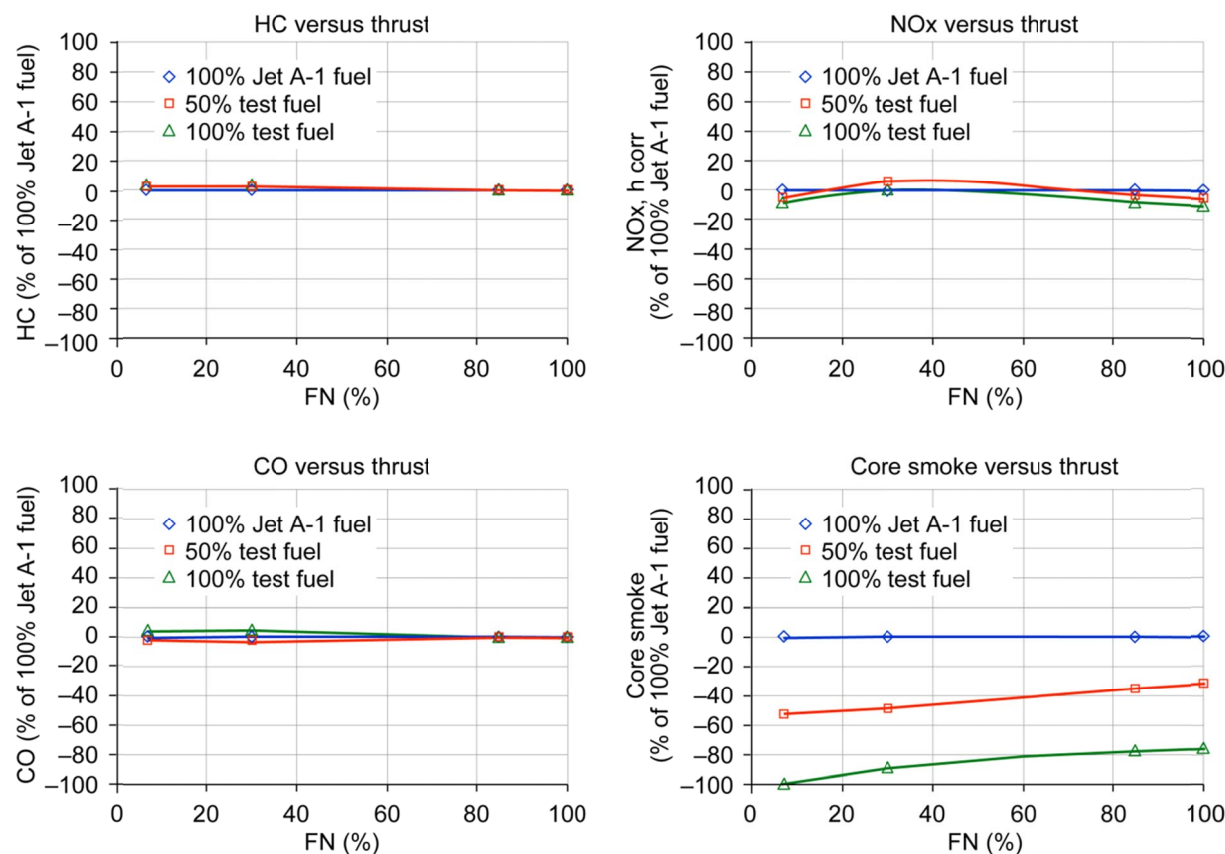 HC versus thrust
HC (% of 100% Jet A-1 fuel)
100
80
60
40
20
0
–20
–40
–60
–80
–100
100% Jet A-1 fuel
50% test fuel
100% test fuel
0 20 40 60 80 100
FN (%)
NOx versus thrust
NOx, h corr
(% of 100% Jet A-1 fuel)
100
80
60
40
20
0
–20
–40
–60
–80
–100
100% Jet A-1 fuel
50% test fuel
100% test fuel
0 20 40 60 80 100
FN (%)
CO versus thrust
CO (% of 100% Jet A-1 fuel)
100
80
60
40
20
0
–20
–40
–60
–80
–100
100% Jet A-1 fuel
50% test fuel
100% test fuel
0 20 40 60 80 100
FN (%)
Core smoke versus thrust
Core smoke
(% of 100% Jet A-1 fuel)
100
80
60
40
20
0
–20
–40
–60
–80
–100
100% Jet A-1 fuel
50% test fuel
100% test fuel
0 20 40 60 80 100
FN (%)